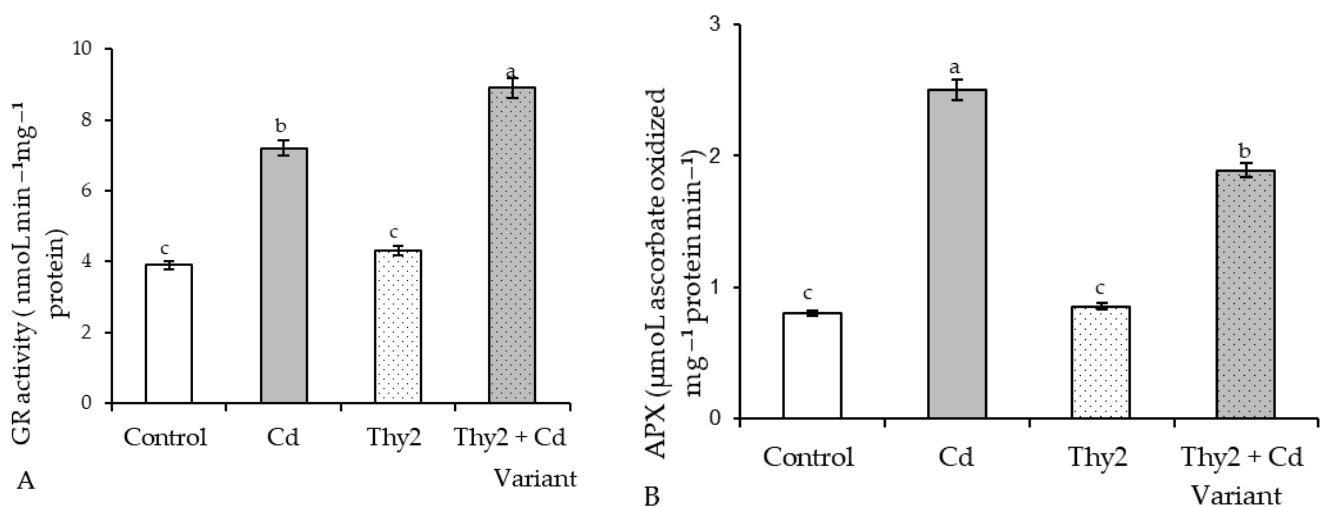 GR activity ( nmoL min –¹mg–¹
protein)
10
8
6
4
2
0
c
b
c
a
Control
Cd
Thy2
Thy2 + Cd
Variant
A
APX (µmoL ascorbate oxidized
mg –¹ protein min–¹)
3
2
1
0
c
a
c
b
Control
Cd
Thy2
Thy2 + Cd
Variant
B